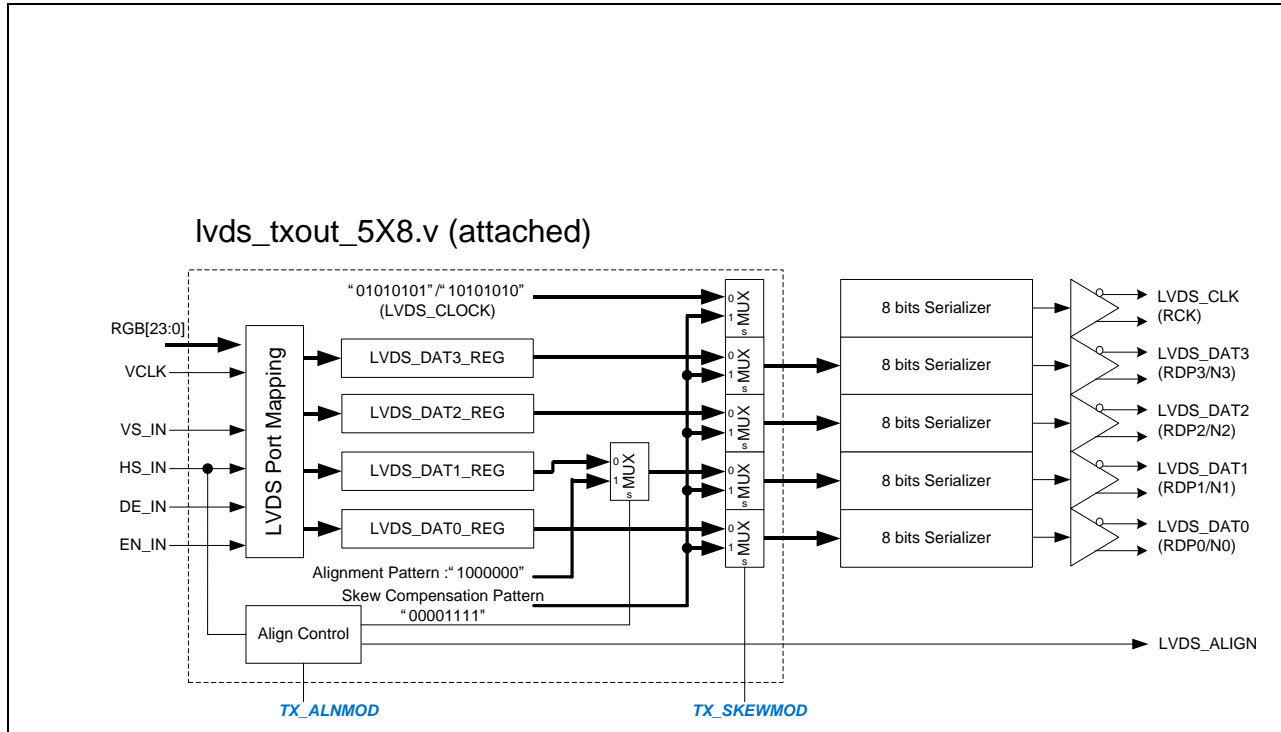 lvds_txout_5X8.v (attached)
"01010101"/"10101010"
(LVDS_CLOCK)
RGB[23:0]
VCLK
VS_IN
HS_IN
DE_IN
EN_IN
LVDS Port Mapping
LVDS_DAT3_REG
LVDS_DAT2_REG
LVDS_DAT1_REG
LVDS_DAT0_REG
0
1
MUX
s
Alignment Pattern :"1000000"
Skew Compensation Pattern
"00001111"
Align Control
0
1
MUX
s
0
1
MUX
s
0
1
MUX
s
0
1
MUX
s
0
1
MUX
s
8 bits Serializer
8 bits Serializer
8 bits Serializer
8 bits Serializer
8 bits Serializer
LVDS_CLK
(RCK)
LVDS_DAT3
(RDP3/N3)
LVDS_DAT2
(RDP2/N2)
LVDS_DAT1
(RDP1/N1)
LVDS_DAT0
(RDP0/N0)
LVDS_ALIGN
TX_ALNMOD
TX_SKEWMOD